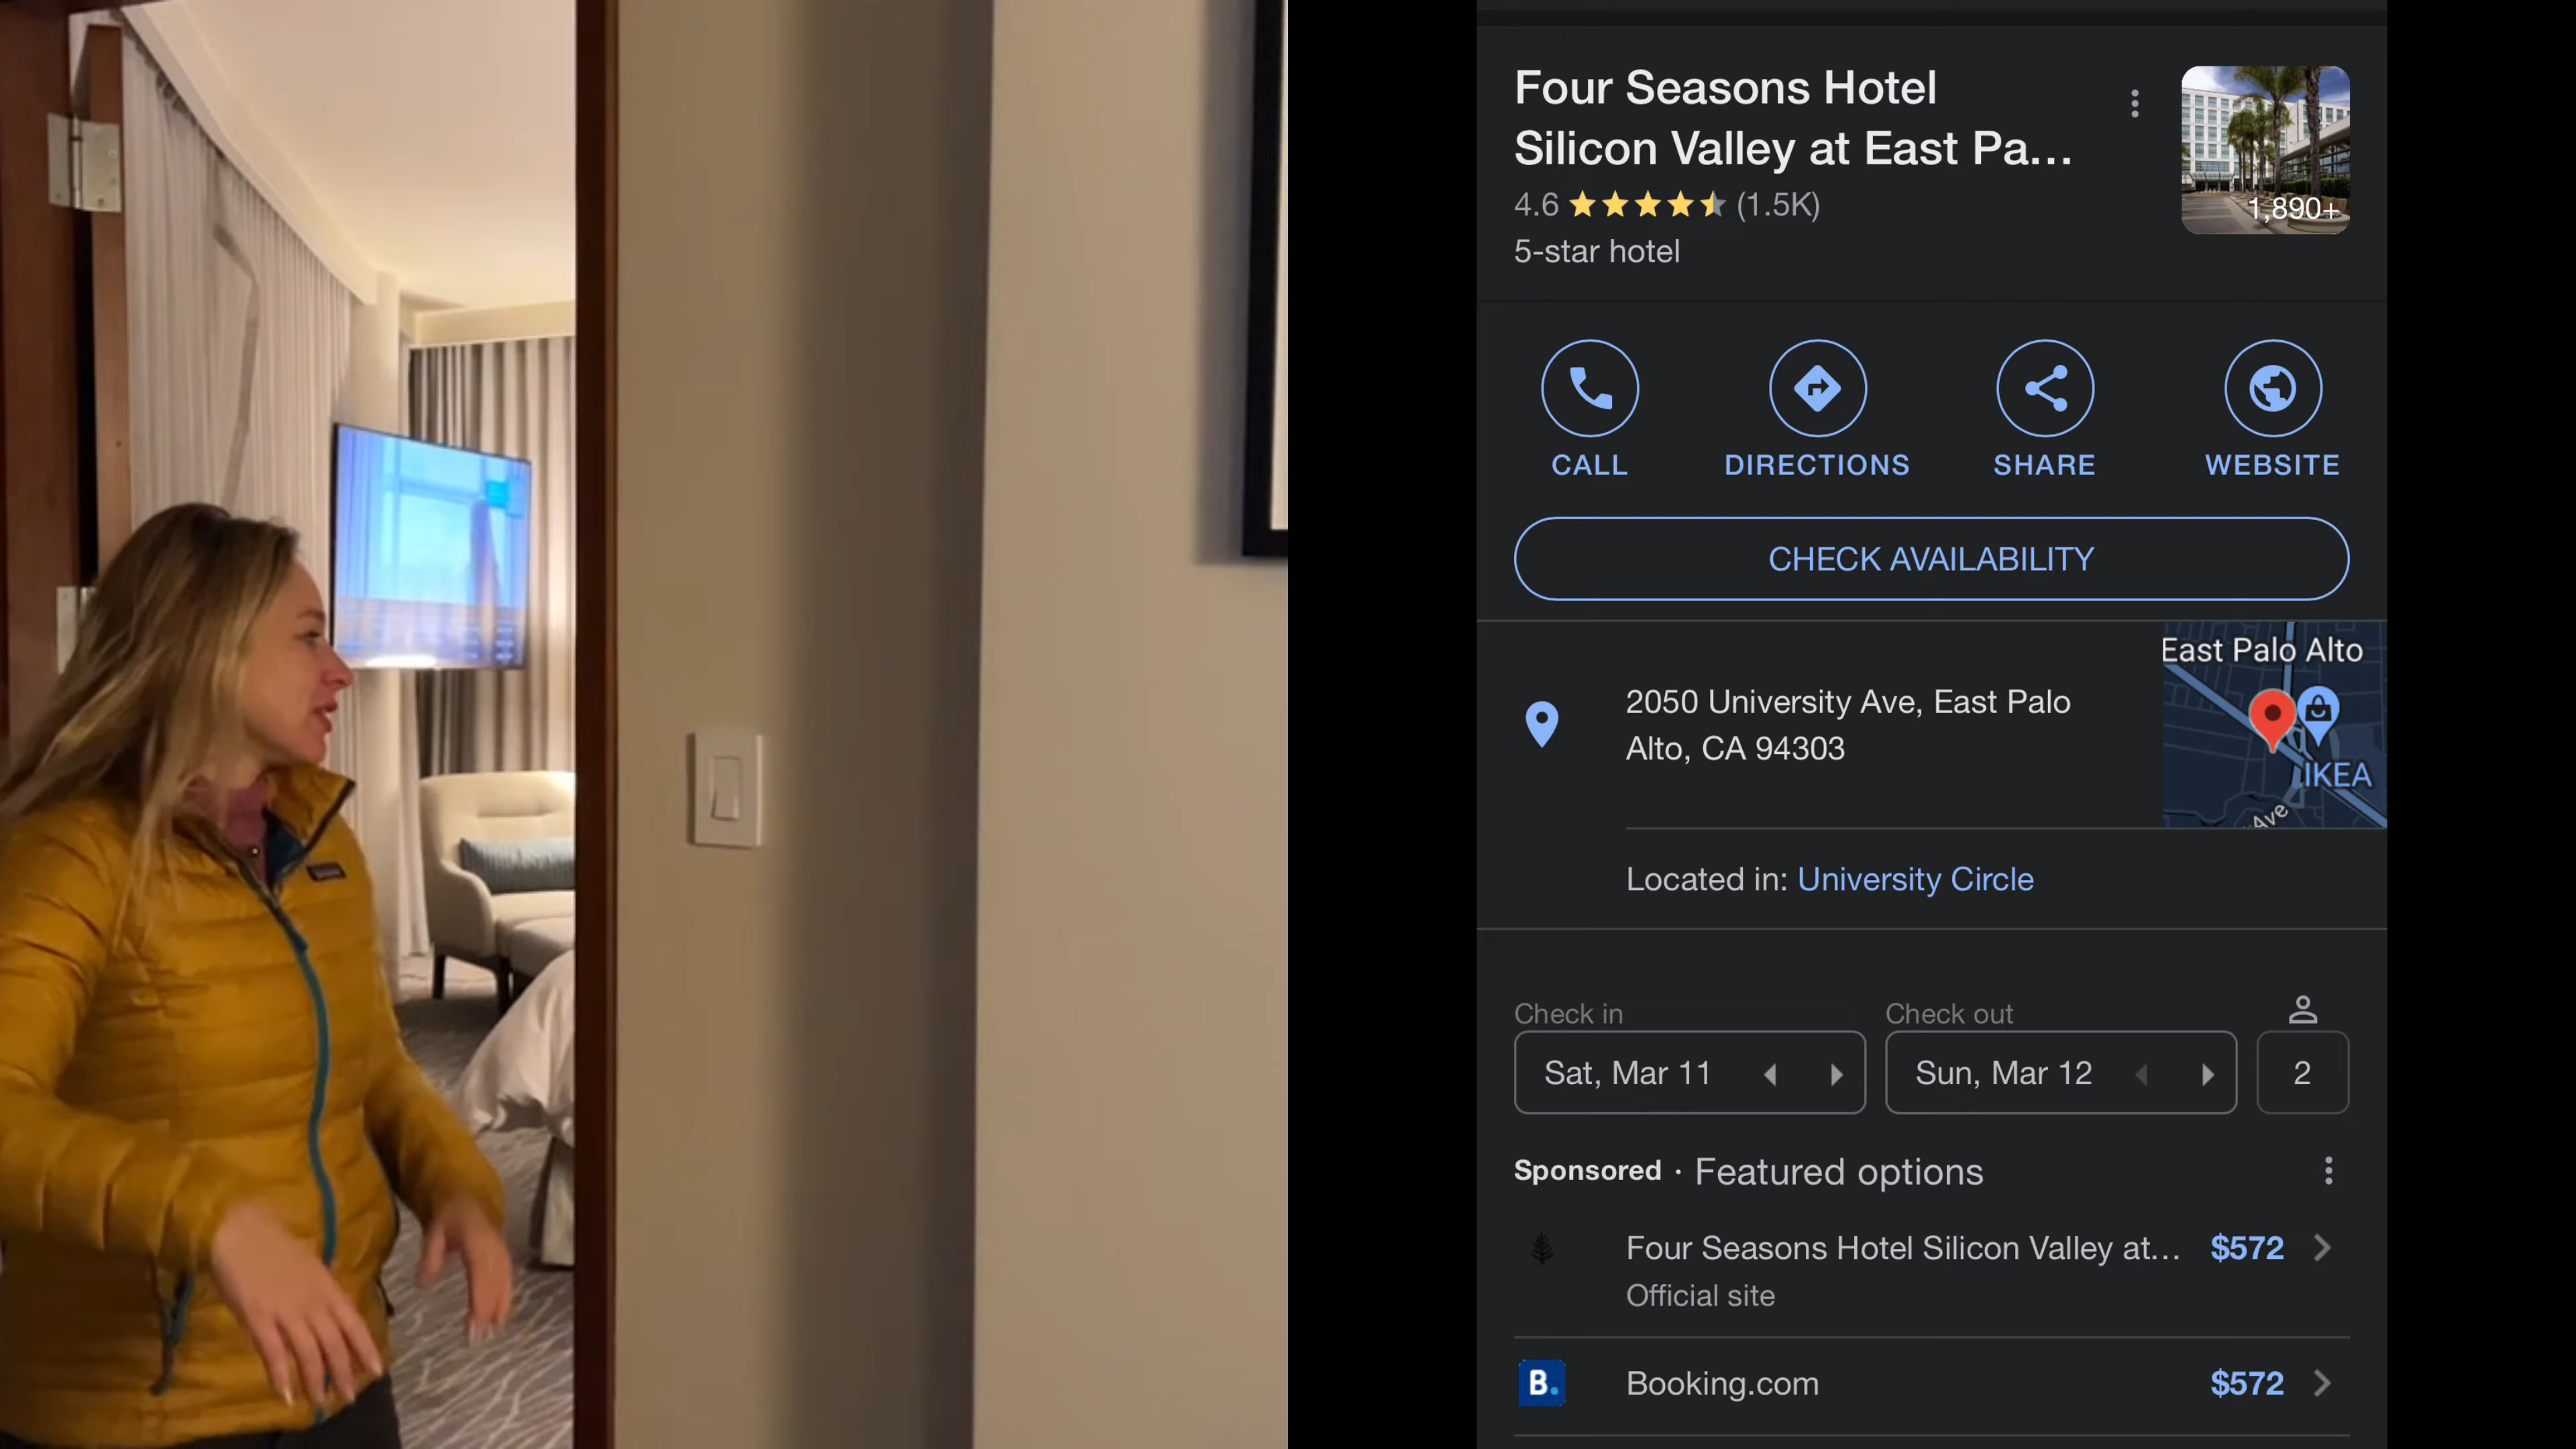 Four Seasons Hotel
Silicon Valley at East Pa...
4.6 (1.5K)
1,890+
5-star hotel
CALL DIRECTIONS SHARE WEBSITE
CHECK AVAILABILITY
East Palo Alto
2050 University Ave, East Palo
Alto, CA 94303
IKEA
Ave
Located in: University Circle
Check in Check out
Sat, Mar 11 Sun, Mar 12 2
Sponsored · Featured options
Four Seasons Hotel Silicon Valley at... $572
Official site
B. Booking.com $572